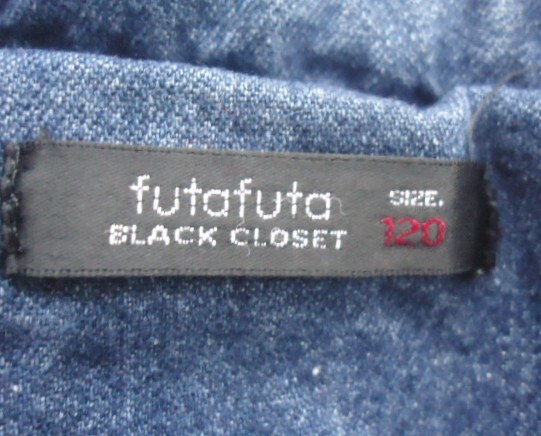 futafuta
BLACK CLOSET
SIZE.
120